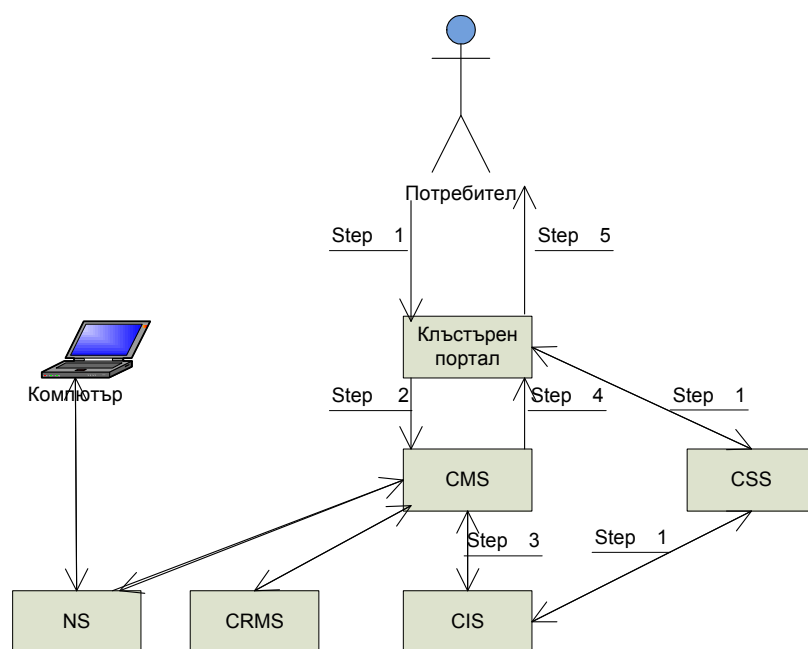 Потребител
Step 1
Step 5
Клъстърен
портал
Комлютър
Step 2
Step 4
Step 1
CMS
CSS
Step 3
Step 1
NS
CRMS
CIS